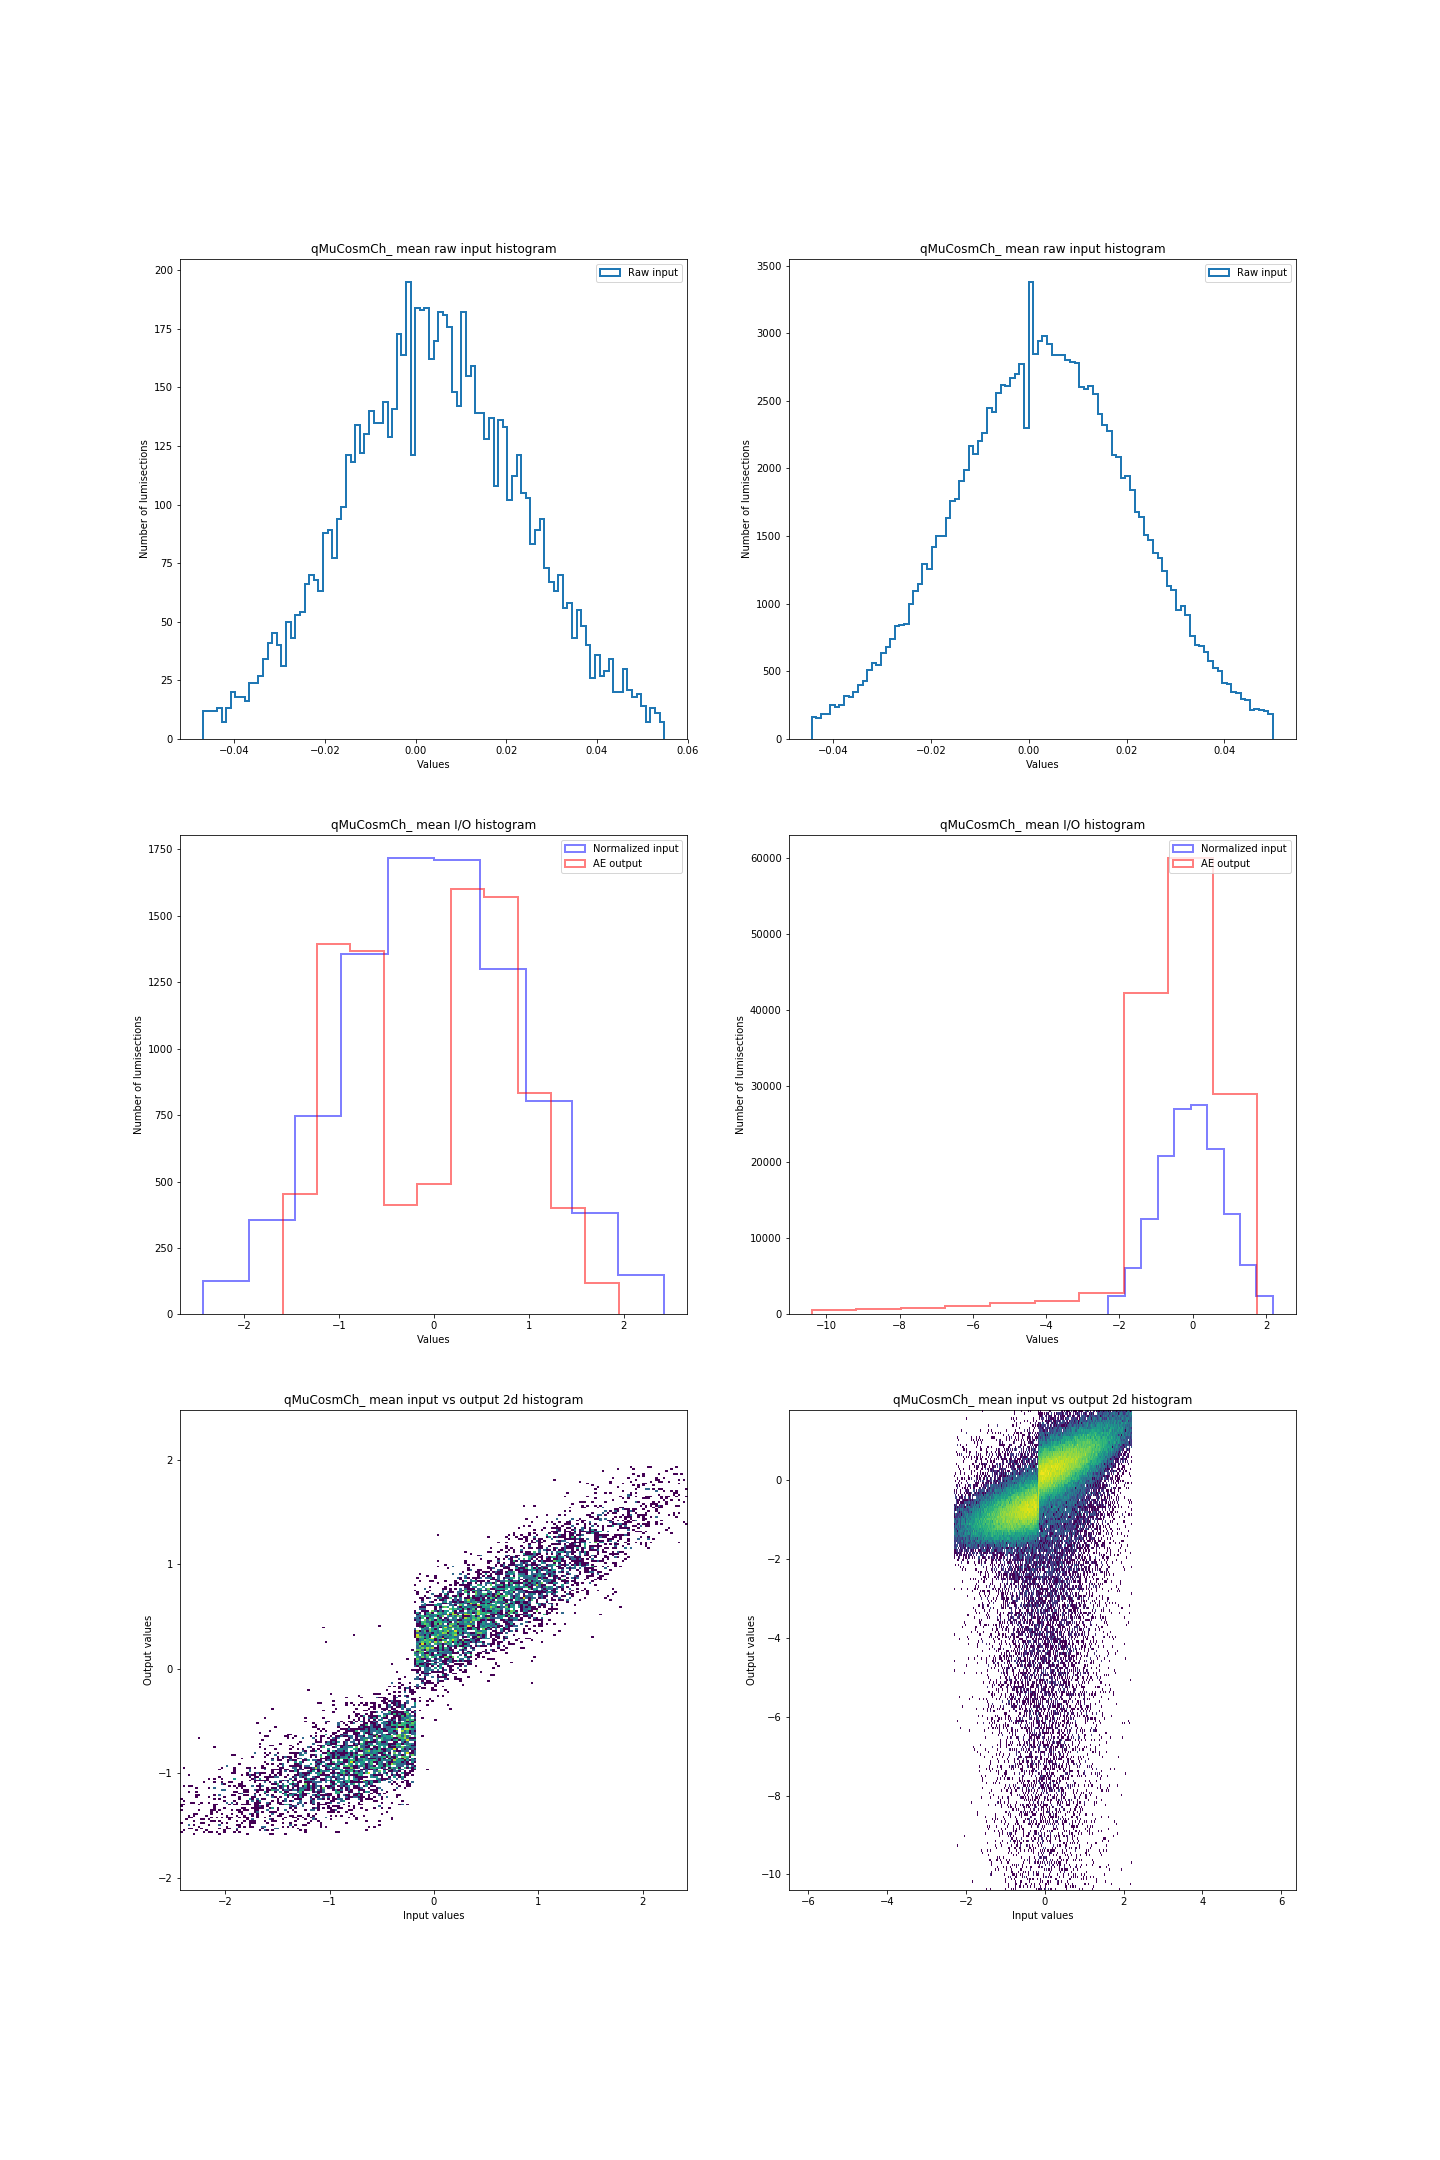 qMuCosmCh_ mean raw input histogram
Raw input
200
175
150
125
100
75
50
25
0
Number of lumisections
−0.04 −0.02 0.00 0.02 0.04 0.06
Values
qMuCosmCh_ mean raw input histogram
Raw input
3500
3000
2500
2000
1500
1000
500
0
Number of lumisections
−0.04 −0.02 0.00 0.02 0.04
Values
qMuCosmCh_ mean I/O histogram
Normalized input
AE output
1750
1500
1250
1000
750
500
250
0
Number of lumisections
−2 −1 0 1 2
Values
qMuCosmCh_ mean I/O histogram
Normalized input
AE output
60000
50000
40000
30000
20000
10000
0
Number of lumisections
−10 −8 −6 −4 −2 0 2
Values
qMuCosmCh_ mean input vs output 2d histogram
2
1
0
−1
−2
Output values
−2 −1 0 1 2
Input values
qMuCosmCh_ mean input vs output 2d histogram
0
−2
−4
−6
−8
−10
Output values
−6 −4 −2 0 2 4 6
Input values